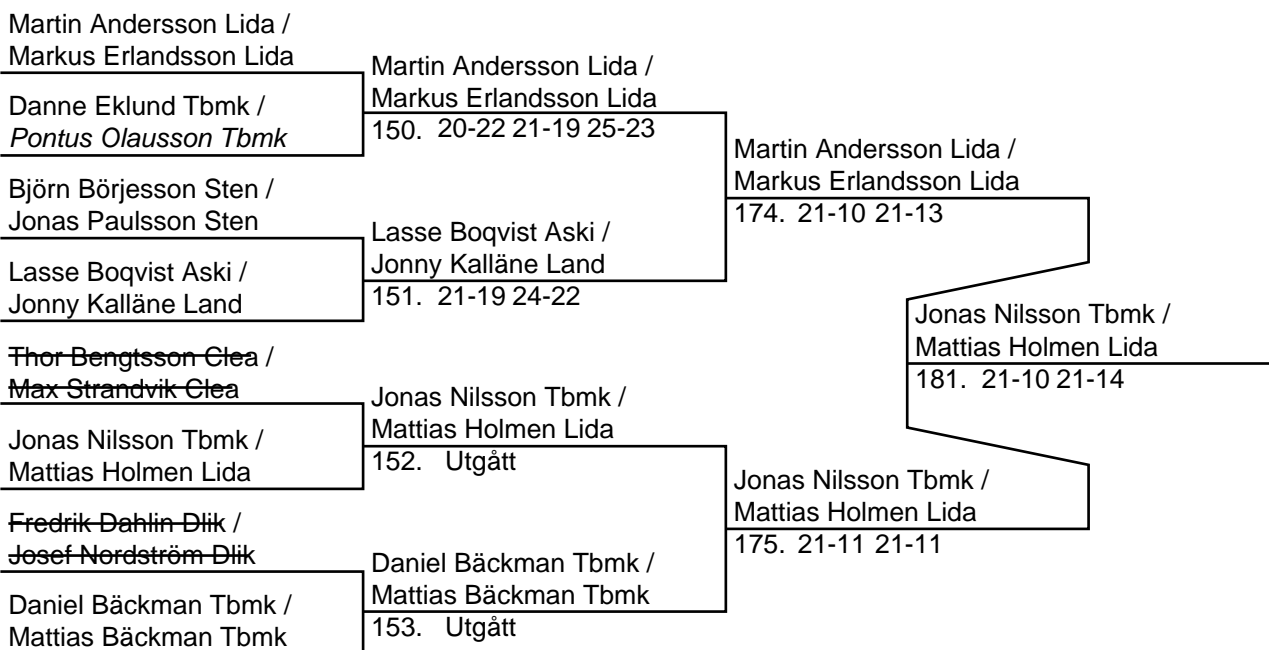 Martin Andersson Lida /
Markus Erlandsson Lida
Danne Eklund Tbmk /
Pontus Olausson Tbmk
Björn Börjesson Sten /
Jonas Paulsson Sten
Lasse Boqvist Aski /
Jonny Kalläne Land
Thor Bengtsson Clea /
Max Strandvik Clea
Jonas Nilsson Tbmk /
Mattias Holmen Lida
Fredrik Dahlin Dlik /
Josef Nordström Dlik
Daniel Bäckman Tbmk /
Mattias Bäckman Tbmk
Martin Andersson Lida /
Markus Erlandsson Lida
150. 20-22 21-19 25-23
Lasse Boqvist Aski /
Jonny Kalläne Land
151. 21-19 24-22
Jonas Nilsson Tbmk /
Mattias Holmen Lida
152. Utgått
Daniel Bäckman Tbmk /
Mattias Bäckman Tbmk
153. Utgått
Martin Andersson Lida /
Markus Erlandsson Lida
174. 21-10 21-13
Jonas Nilsson Tbmk /
Mattias Holmen Lida
175. 21-11 21-11
Jonas Nilsson Tbmk /
Mattias Holmen Lida
181. 21-10 21-14